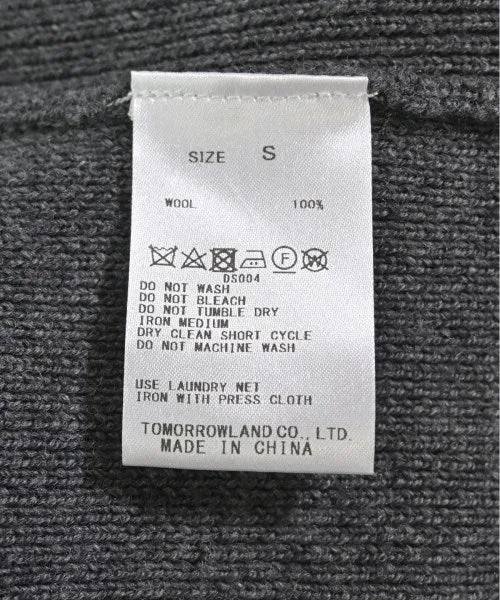 SIZE S
WOOL 100%
DS004
DO NOT WASH
DO NOT BLEACH
DO NOT TUMBLE DRY
IRON MEDIUM
DRY CLEAN SHORT CYCLE
DO NOT MACHINE WASH
USE LAUNDRY NET
IRON WITH PRESS CLOTH
TOMORROWLAND CO., LTD.
MADE IN CHINA